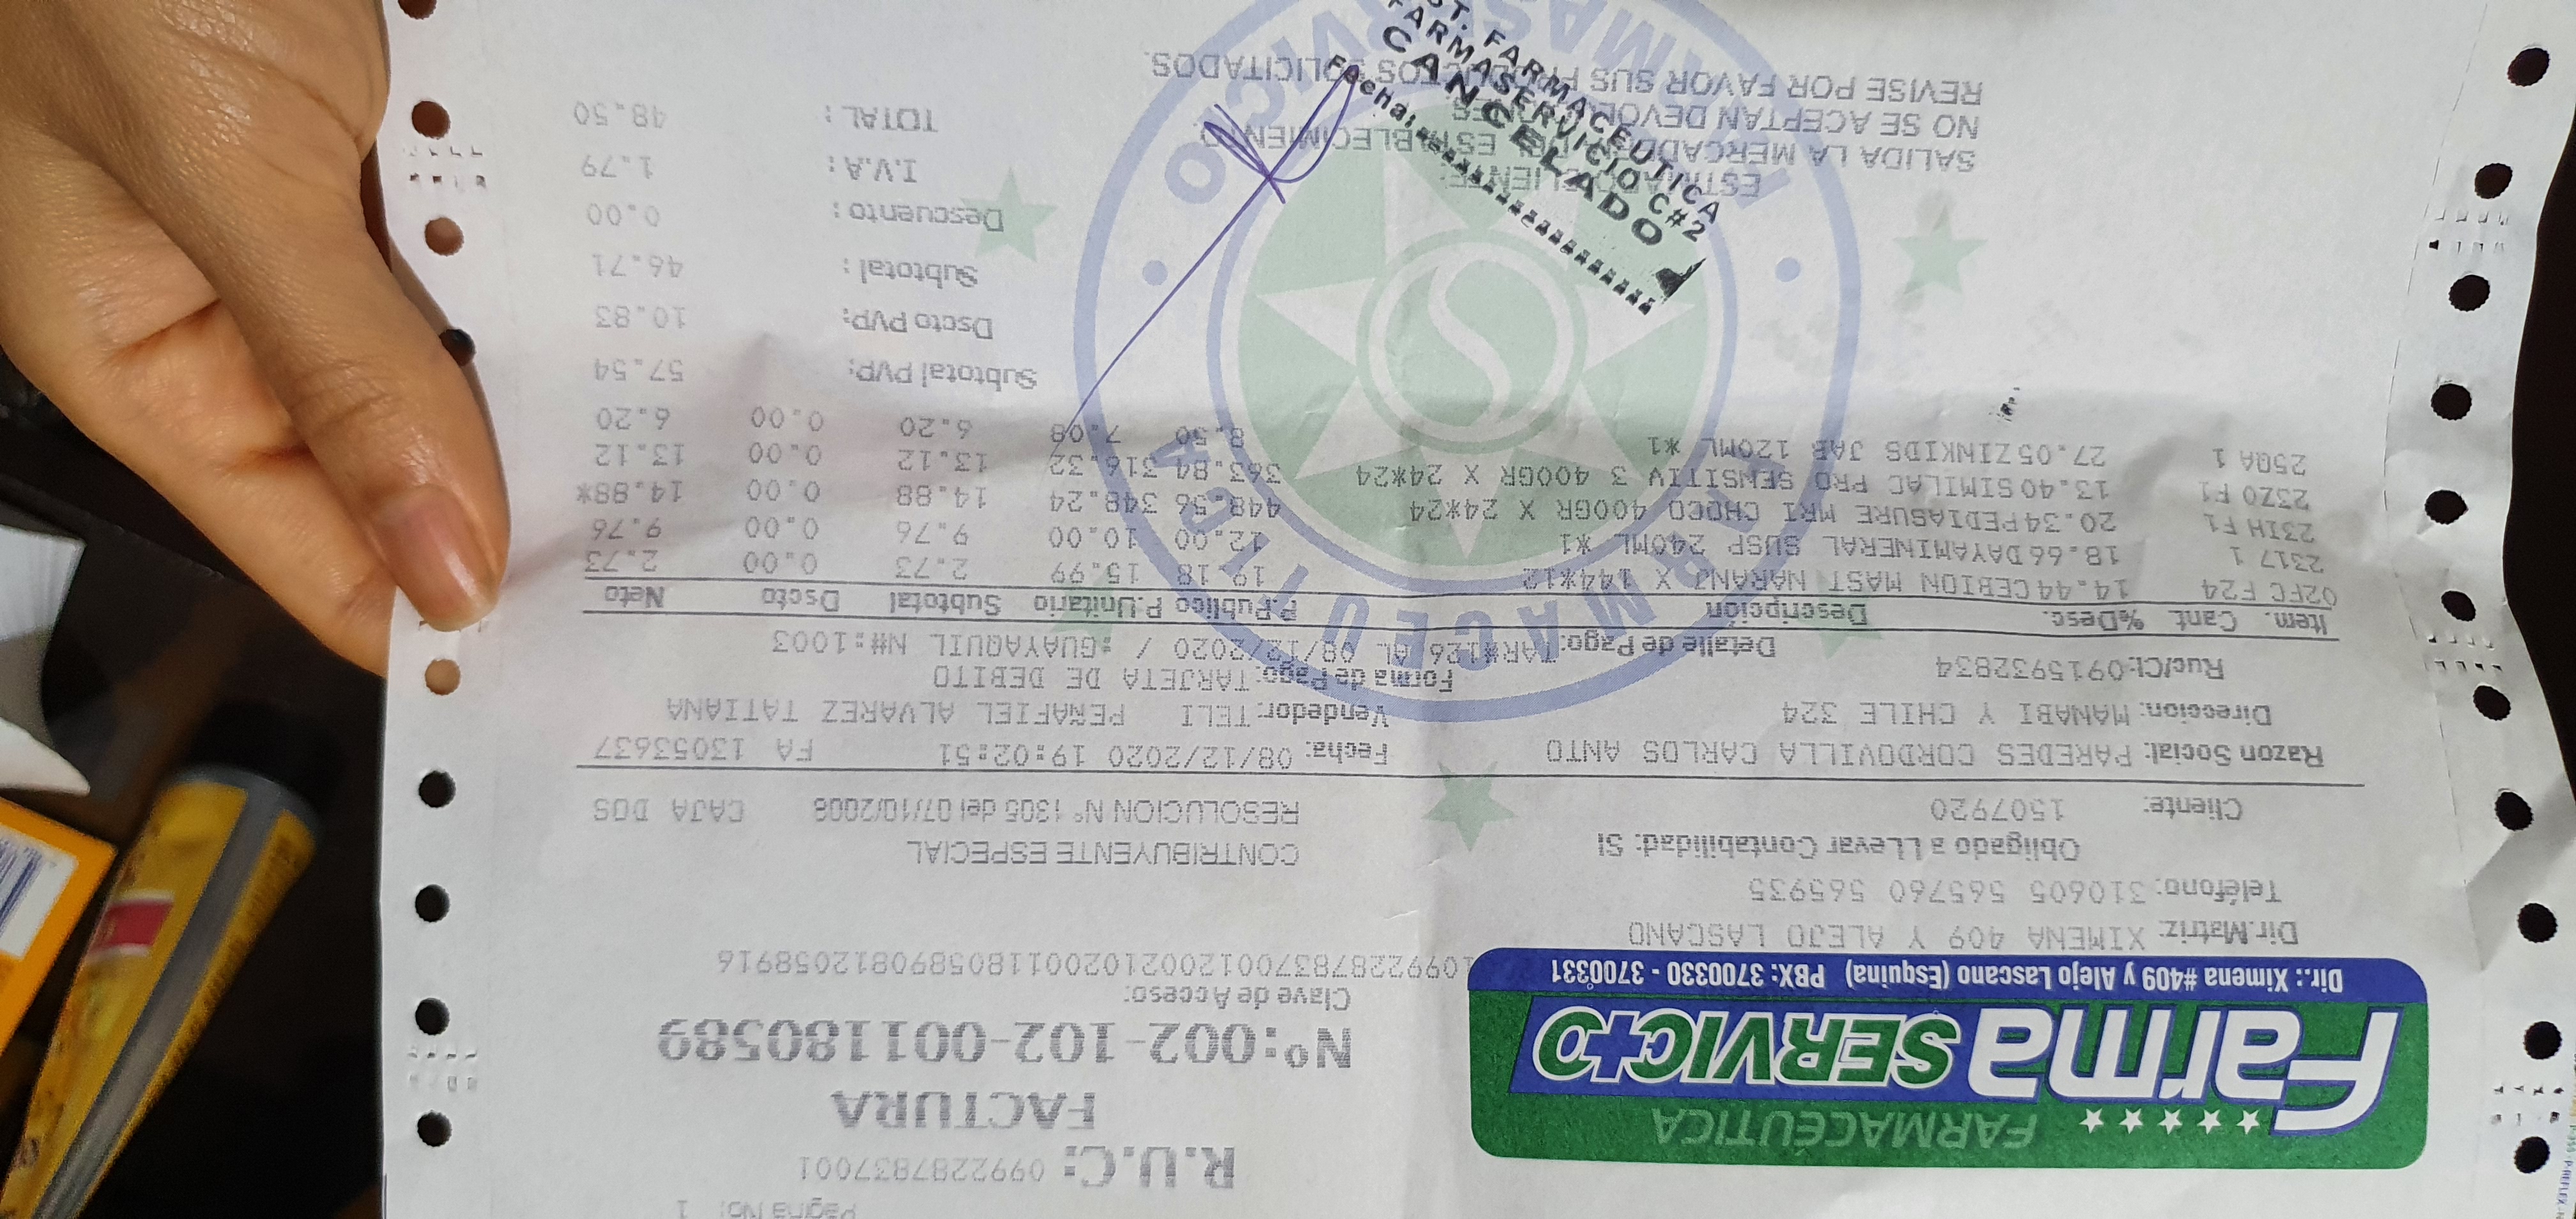 Pagina No: 1
R.U.C: 0992287837001
FACTURA
Nº:002-102-001180589
Clave de Acceso:
1099228783700120021020011805890812058916
FARMACÉUTICA
Farma SERVICIO
Dir.: Ximena #409 y Alejo Lascano (Esquina) PBX: 3700330 - 3700331
Dir.Matriz: XIMENA 409 Y ALEJO LASCANO
Teléfono: 310605 565760 565935
Obligado a LLevar Contabilidad: SI
Cliente: 1507920
CONTRIBUYENTE ESPECIAL
RESOLUCION Nº 1305 del 07/10/2008 CAJA DOS
Razon Social: PAREDES CORDOVILLA CARLOS ANTO
Fecha: 08/12/2020 19:02:51 FA 13053637
Direccion: MANABI Y CHILE 324
Vendedor: TELI PEÑAFIEL ALVAREZ TATIANA
Ruc/CI: 0915932834
Forma de Pago: TARJETA DE DEBITO
Detalle de Pago: TAR#126 AL 08/12/2020 / :GUAYAQUIL N#:1003
Item. Cant. %Desc. Descripción P.Publico P.Unitario Subtotal Dscto Neto
02FC F24 14.44 CEBION MAST NARANJ X 144*12 19.18 15.99 2.73 0.00 2.73
2317 1 18.66 DAYAMINERAL SUSP 240ML *1 12.00 10.00 9.76 0.00 9.76
23IH F1 20.34 PEDIASURE MRI CHOCO 400GR X 24*24 448.56 348.24 14.88 0.00 14.88*
23Z0 F1 13.40 SIMILAC PRO SENSITIV 3 400GR X 24*24 363.84 316.32 13.12 0.00 13.12
25QA 1 27.05 ZINKIDS JAB 120ML *1 8.50 7.08 6.20 0.00 6.20
Subtotal PVP: 57.54
Dscto PVP: 10.83
Subtotal : 46.71
Descuento : 0.00
I.V.A : 1.79
TOTAL : 48.50
ESTIMADO CLIENTE:
SALIDA LA MERCADERIA DEL ESTABLECIMIENTO,
NO SE ACEPTAN DEVOLUCIONES.
REVISE POR FAVOR SUS PRODUCTOS SOLICITADOS.
FARMACEUTICA
FARMASERVICIO
DIST. FARMACEUTICA
FARMASERVICIO C#2
CANCELADO
Fecha: